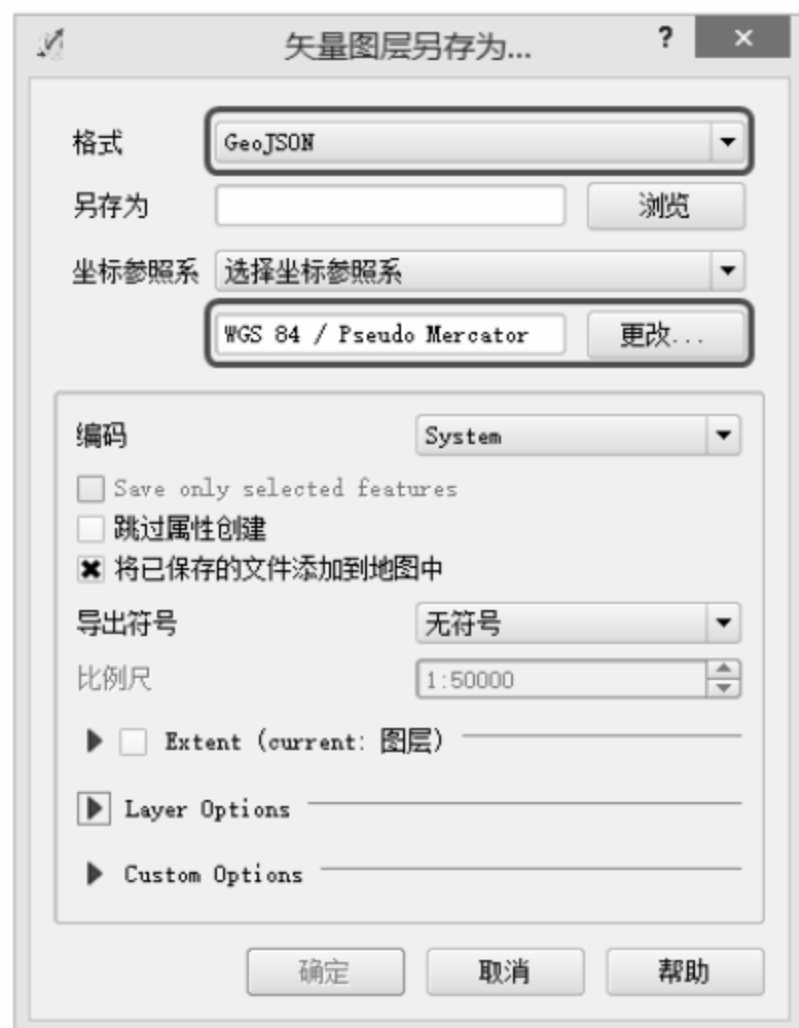 矢量图层另存为... ?
格式 GeoJSON
另存为 浏览
坐标参照系 选择坐标参照系
WGS 84 / Pseudo Mercator 更改...
编码 System
Save only selected features
跳过属性创建
将已保存的文件添加到地图中
导出符号 无符号
比例尺 1:50000
Extent (current: 图层)
Layer Options
Custom Options
确定 取消 帮助